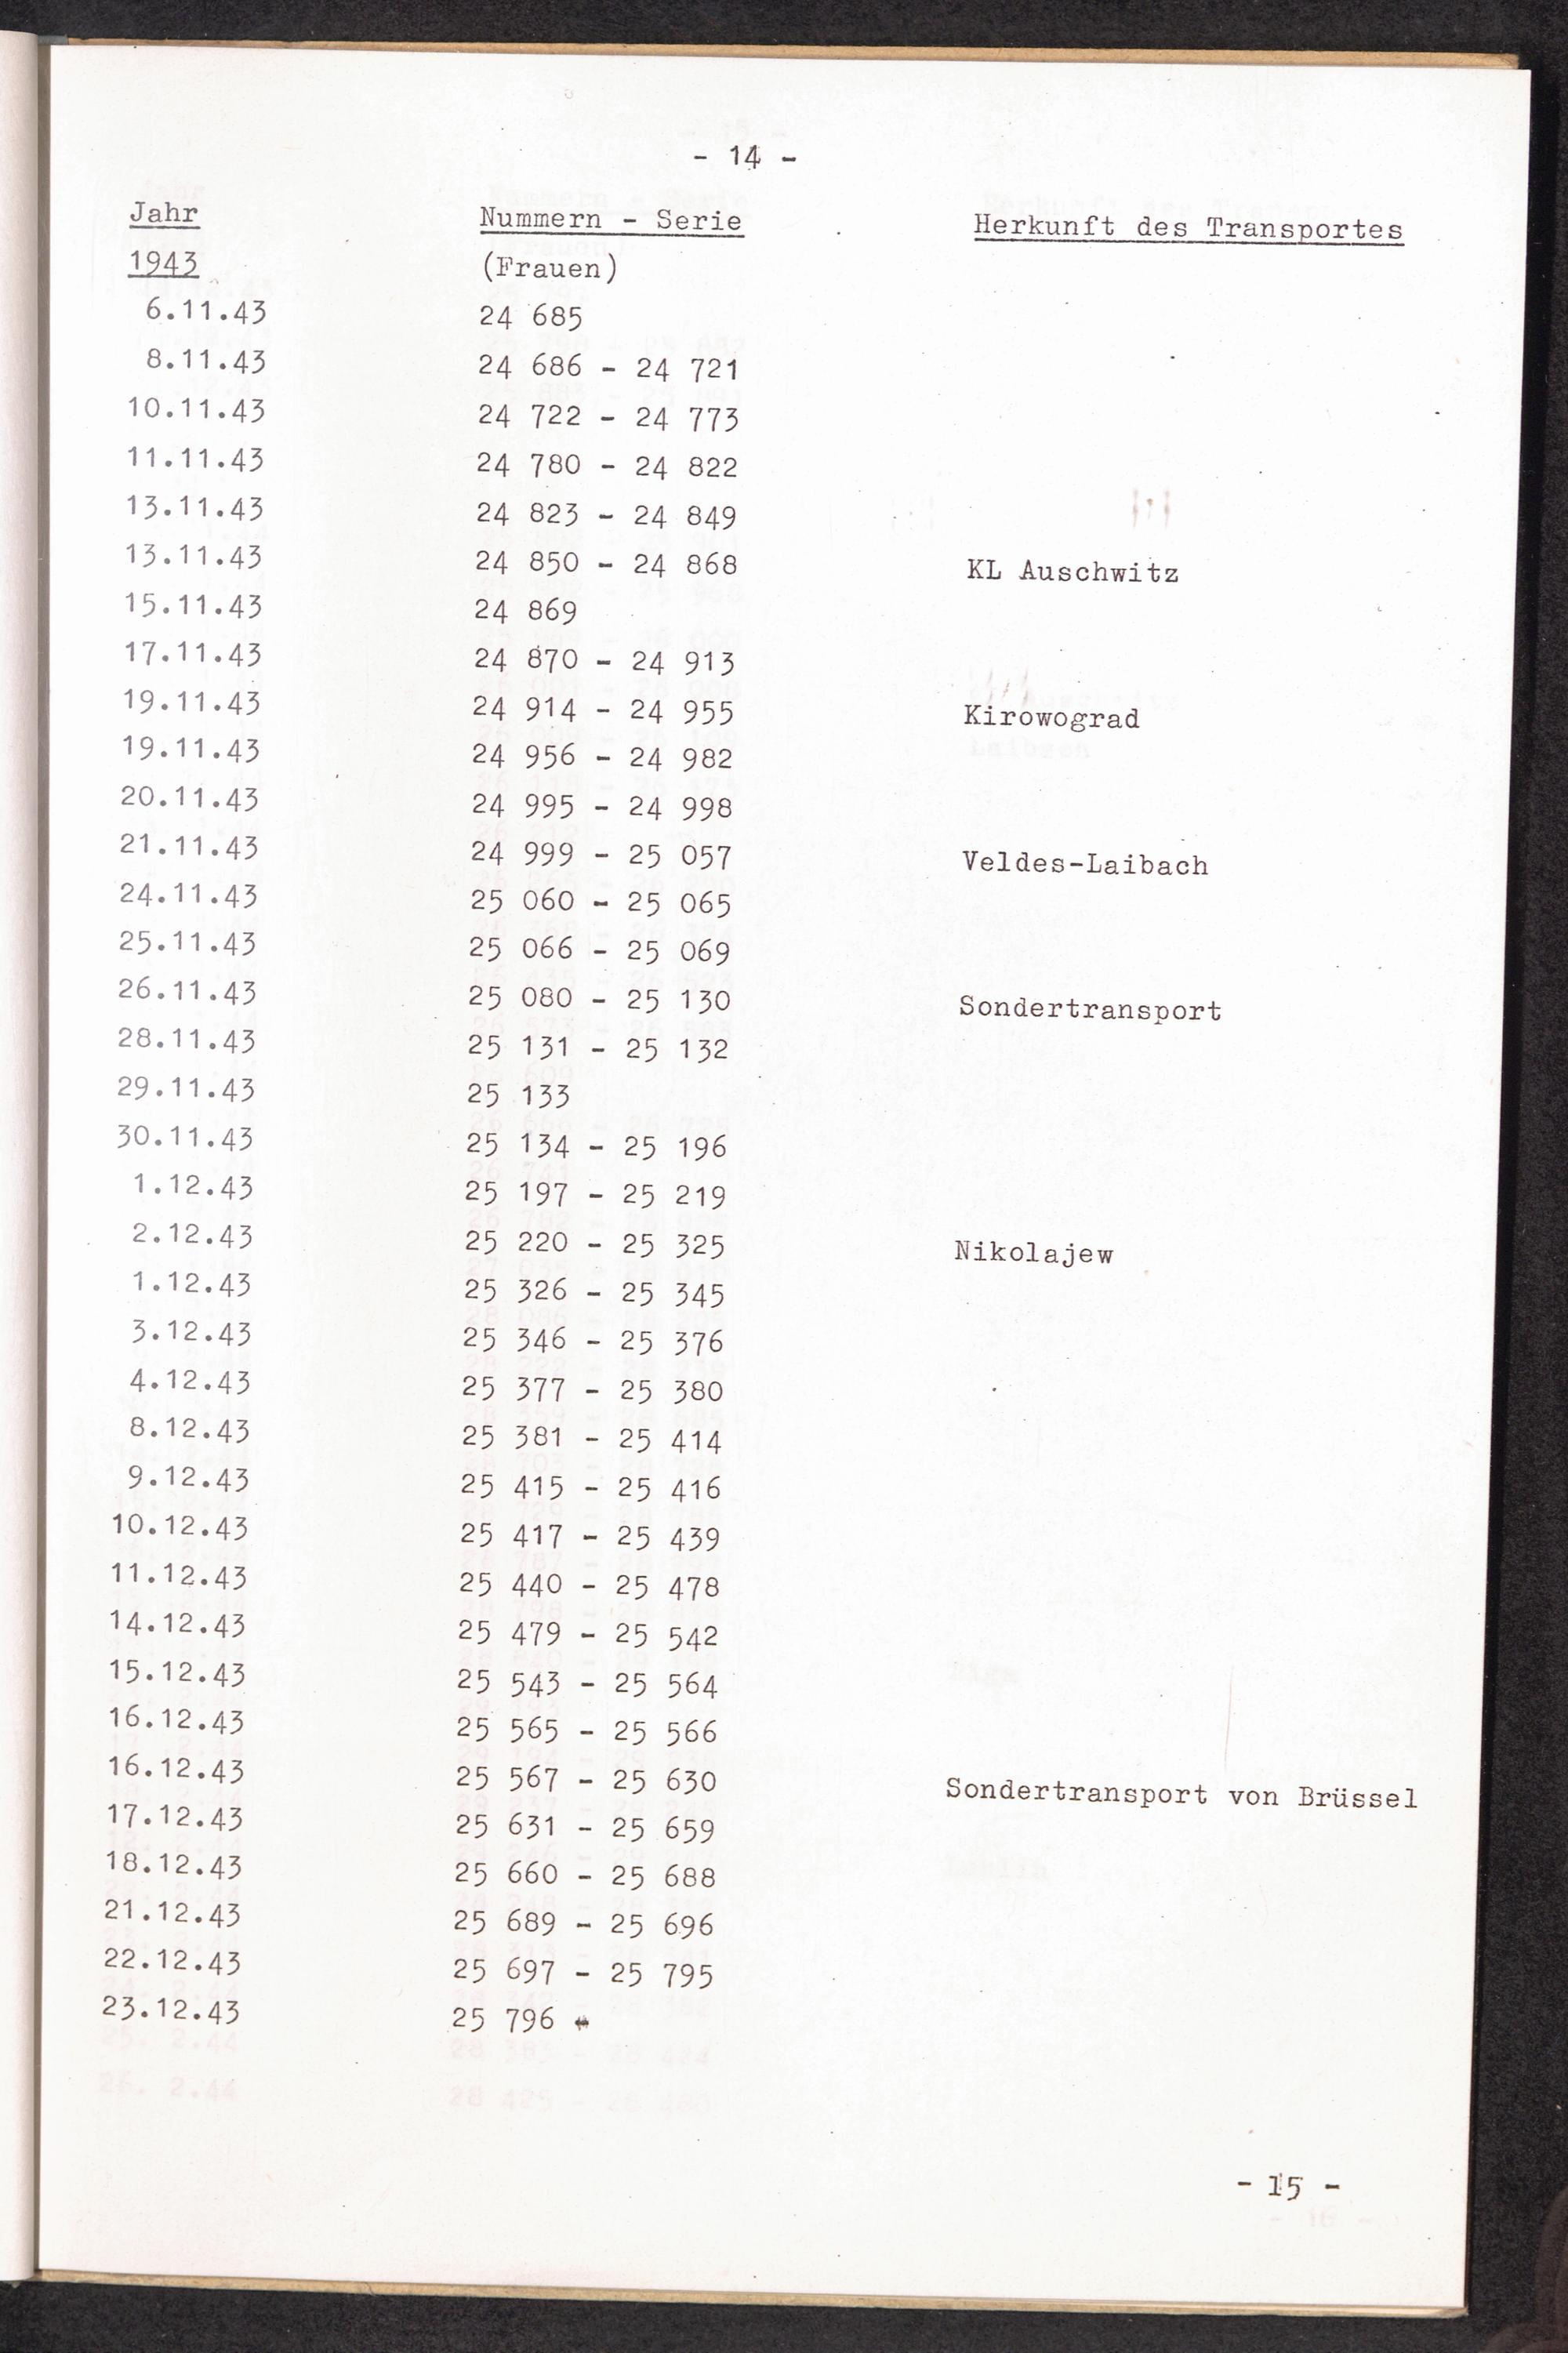 - 14 -
Jahr Nummern - Serie Herkunft des Transportes
1943 (Frauen)
6.11.43 24 685
8.11.43 24 686 - 24 721
10.11.43 24 722 - 24 773
11.11.43 24 780 - 24 822
13.11.43 24 823 - 24 849
13.11.43 24 850 - 24 868 KL Auschwitz
15.11.43 24 869
17.11.43 24 870 - 24 913
19.11.43 24 914 - 24 955 Kirowograd
19.11.43 24 956 - 24 982
20.11.43 24 995 - 24 998
21.11.43 24 999 - 25 057 Veldes-Laibach
24.11.43 25 060 - 25 065
25.11.43 25 066 - 25 069
26.11.43 25 080 - 25 130 Sondertransport
28.11.43 25 131 - 25 132
29.11.43 25 133
30.11.43 25 134 - 25 196
1.12.43 25 197 - 25 219
2.12.43 25 220 - 25 325 Nikolajew
1.12.43 25 326 - 25 345
3.12.43 25 346 - 25 376
4.12.43 25 377 - 25 380
8.12.43 25 381 - 25 414
9.12.43 25 415 - 25 416
10.12.43 25 417 - 25 439
11.12.43 25 440 - 25 478
14.12.43 25 479 - 25 542
15.12.43 25 543 - 25 564
16.12.43 25 565 - 25 566
16.12.43 25 567 - 25 630 Sondertransport von Brüssel
17.12.43 25 631 - 25 659
18.12.43 25 660 - 25 688
21.12.43 25 689 - 25 696
22.12.43 25 697 - 25 795
23.12.43 25 796
- 15 -